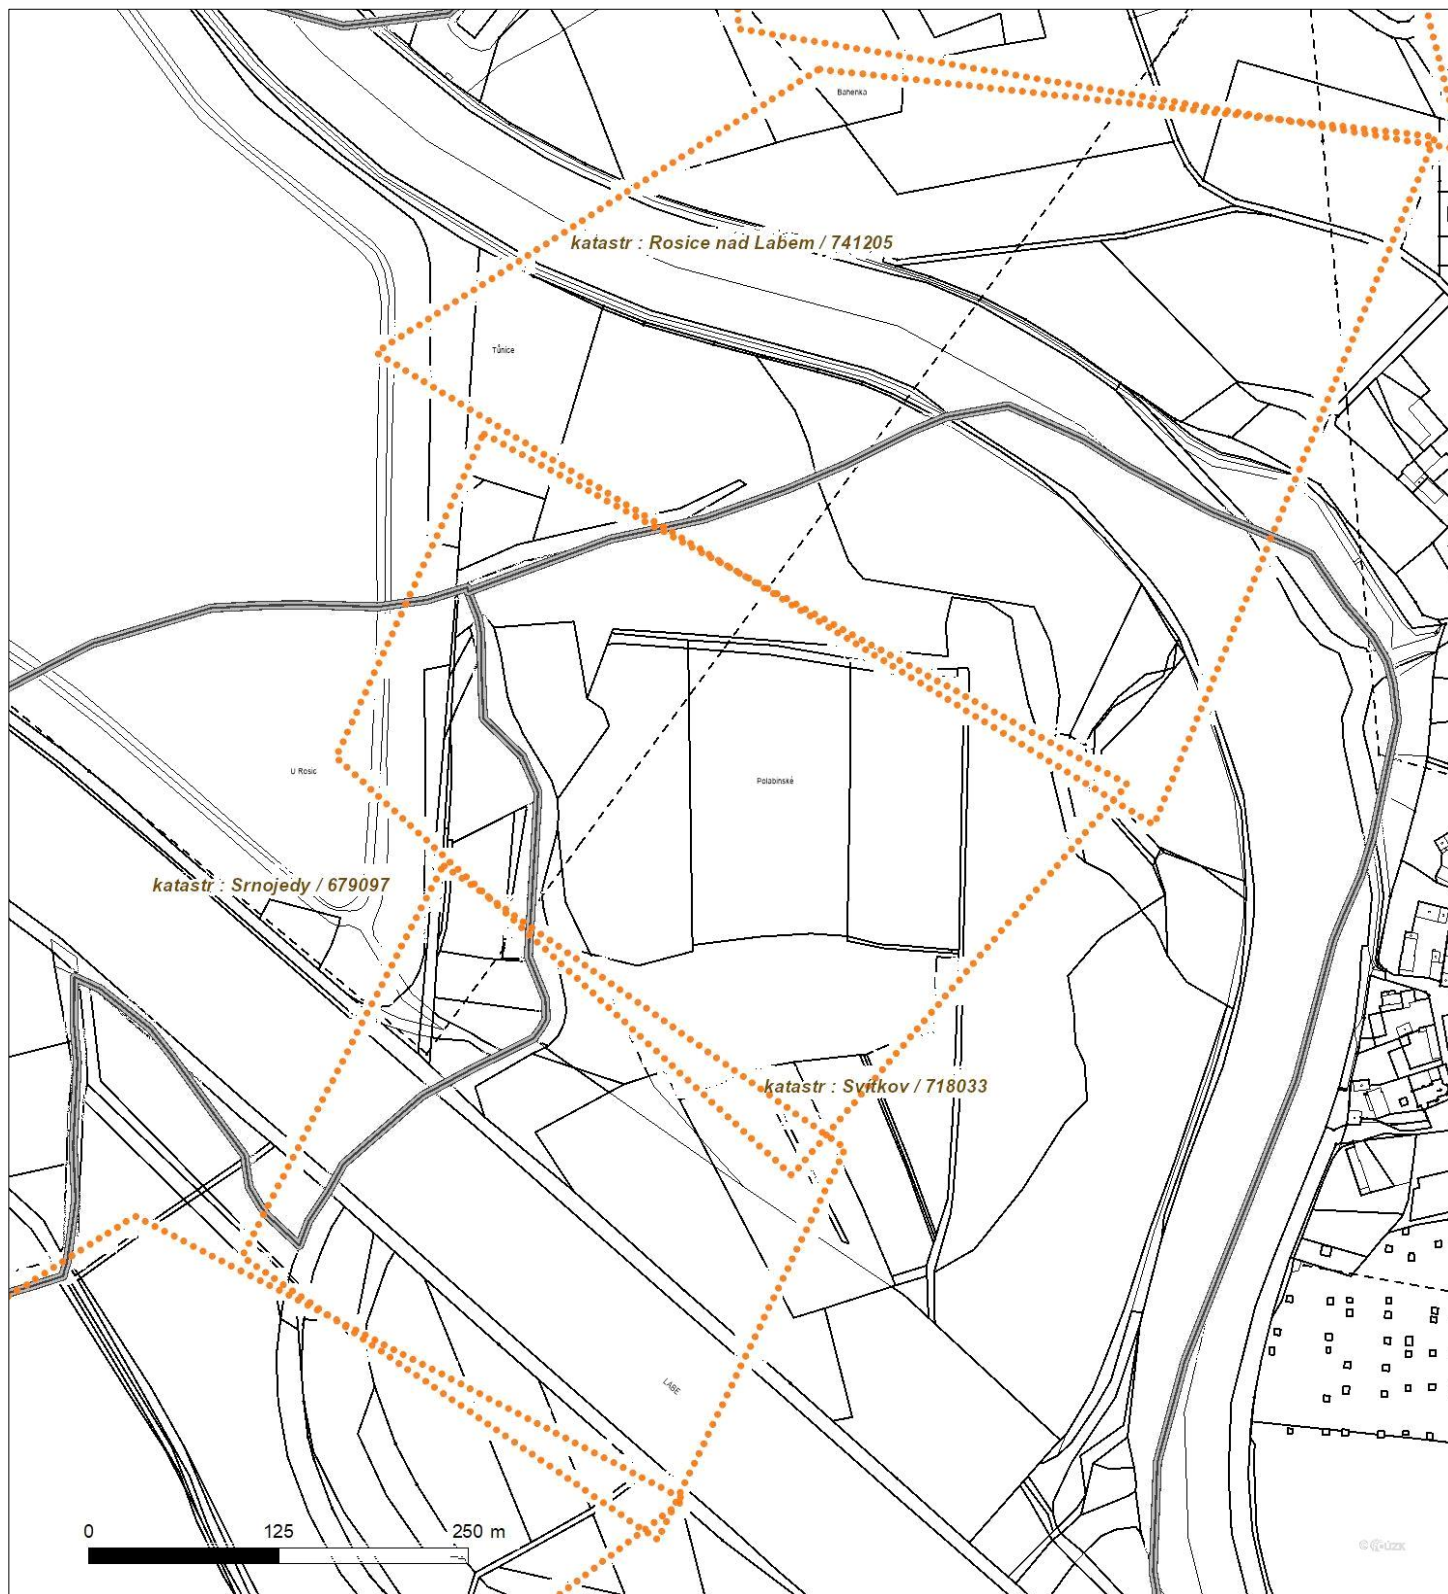 Bahenka
katastr : Rosice nad Labem / 741205
Tůnice
U Rosic
Polabinské
katastr : Srnojedy / 679097
katastr : Svítkov / 718033
LABE
0 125 250 m